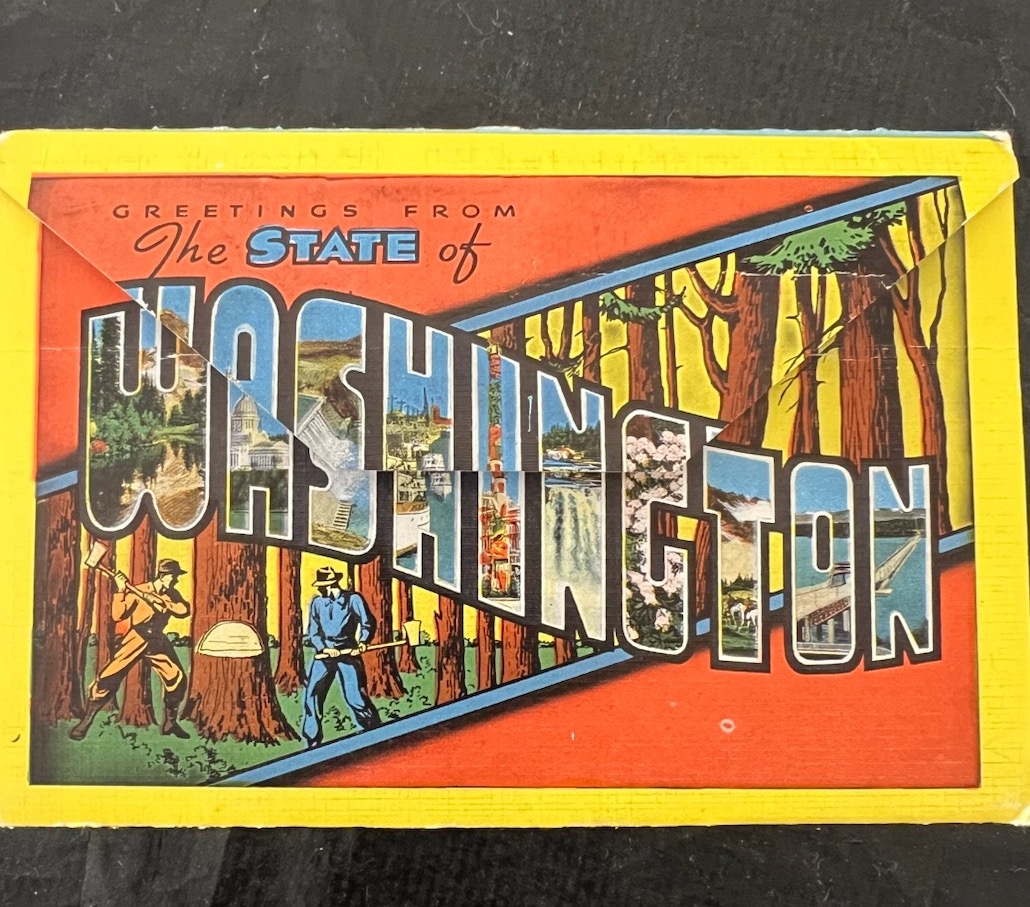 GREETINGS FROM
The STATE of
WASHINGTON